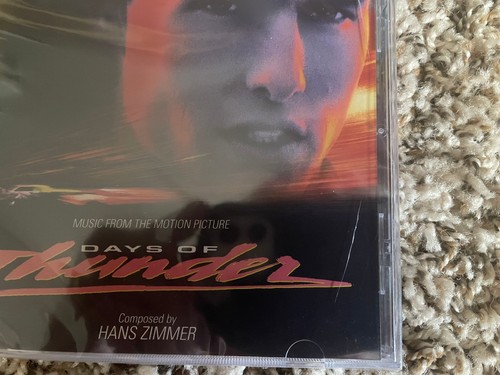 MUSIC FROM THE MOTION PICTURE
DAYS OF
Thunder
Composed by
HANS ZIMMER